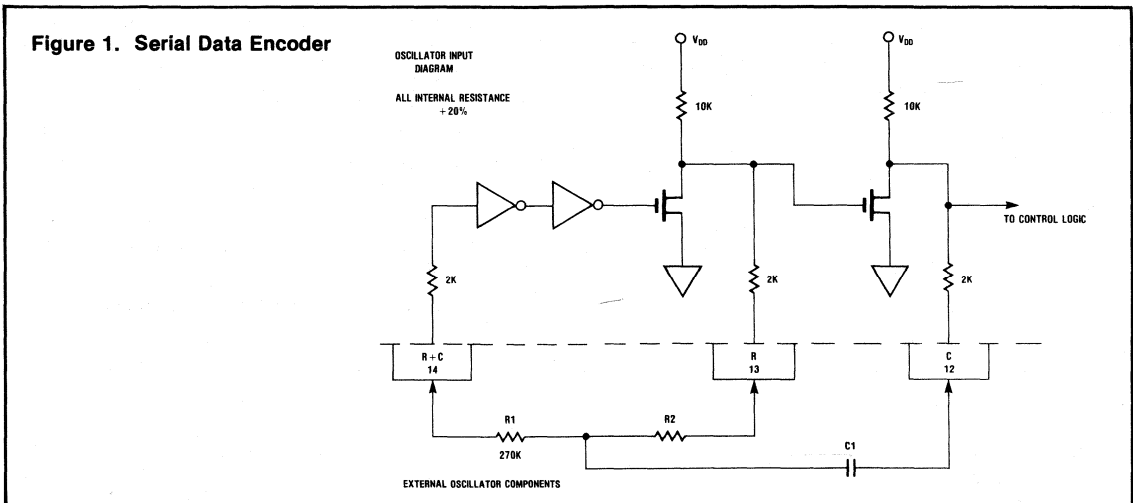 Figure 1. Serial Data Encoder
OSCILLATOR INPUT
DIAGRAM
ALL INTERNAL RESISTANCE
+20%
VDD
VDD
10K
10K
TO CONTROL LOGIC
2K
2K
2K
R+C
14
R
13
C
12
R1
270K
R2
C1
EXTERNAL OSCILLATOR COMPONENTS